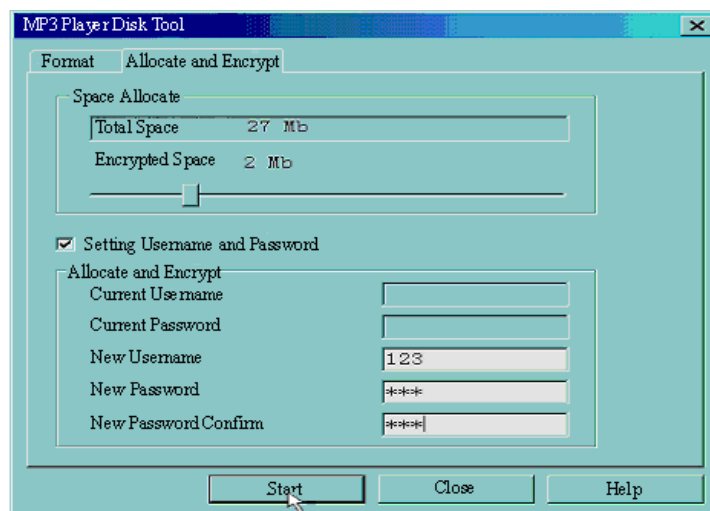 MP3 Player Disk Tool
Format Allocate and Encrypt
Space Allocate
Total Space 27 Mb
Encrypted Space 2 Mb
Setting Username and Password
Allocate and Encrypt
Current Username
Current Password
New Username 123
New Password ***
New Password Confirm ***
Start Close Help